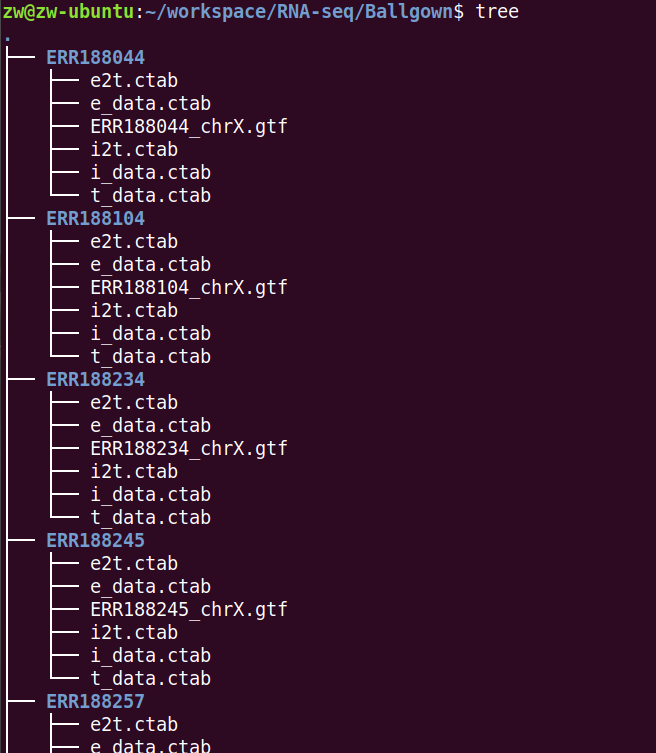 zw@zw-ubuntu:~/workspace/RNA-seq/Ballgown$ tree
.
├── ERR188044
│   ├── e2t.ctab
│   ├── e_data.ctab
│   ├── ERR188044_chrX.gtf
│   ├── i2t.ctab
│   ├── i_data.ctab
│   └── t_data.ctab
├── ERR188104
│   ├── e2t.ctab
│   ├── e_data.ctab
│   ├── ERR188104_chrX.gtf
│   ├── i2t.ctab
│   ├── i_data.ctab
│   └── t_data.ctab
├── ERR188234
│   ├── e2t.ctab
│   ├── e_data.ctab
│   ├── ERR188234_chrX.gtf
│   ├── i2t.ctab
│   ├── i_data.ctab
│   └── t_data.ctab
├── ERR188245
│   ├── e2t.ctab
│   ├── e_data.ctab
│   ├── ERR188245_chrX.gtf
│   ├── i2t.ctab
│   ├── i_data.ctab
│   └── t_data.ctab
├── ERR188257
│   ├── e2t.ctab
│   ├── e_data.ctab